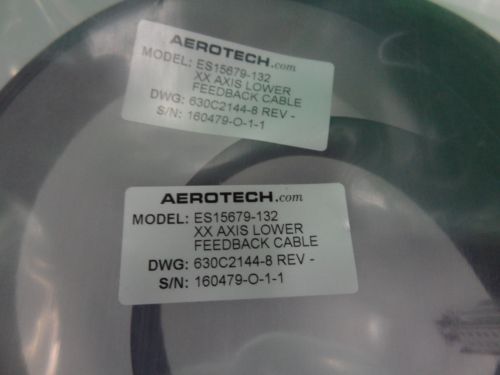 AEROTECH.com
MODEL: ES15679-132
XX AXIS LOWER
FEEDBACK CABLE
DWG: 630C2144-8 REV -
S/N: 160479-O-1-1
AEROTECH.com
MODEL: ES15679-132
XX AXIS LOWER
FEEDBACK CABLE
DWG: 630C2144-8 REV -
S/N: 160479-O-1-1